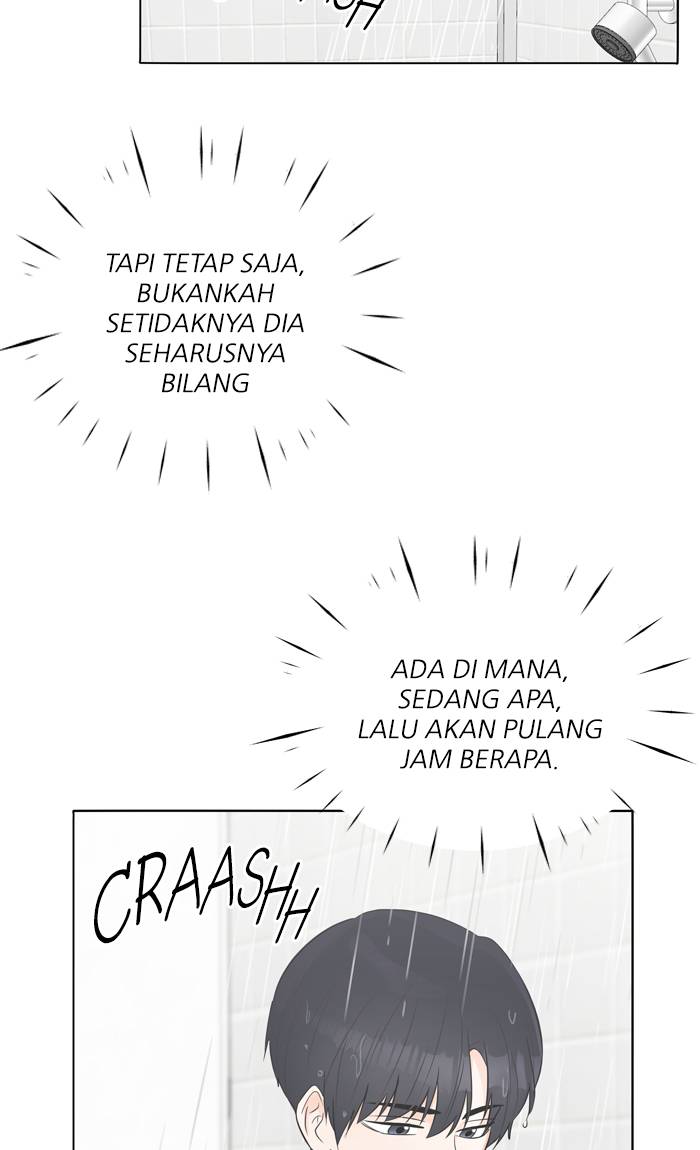 TAPI TETAP SAJA,
BUKANKAH
SETIDAKNYA DIA
SEHARUSNYA
BILANG
ADA DI MANA,
SEDANG APA,
LALU AKAN PULANG
JAM BERAPA.
CRAASHH